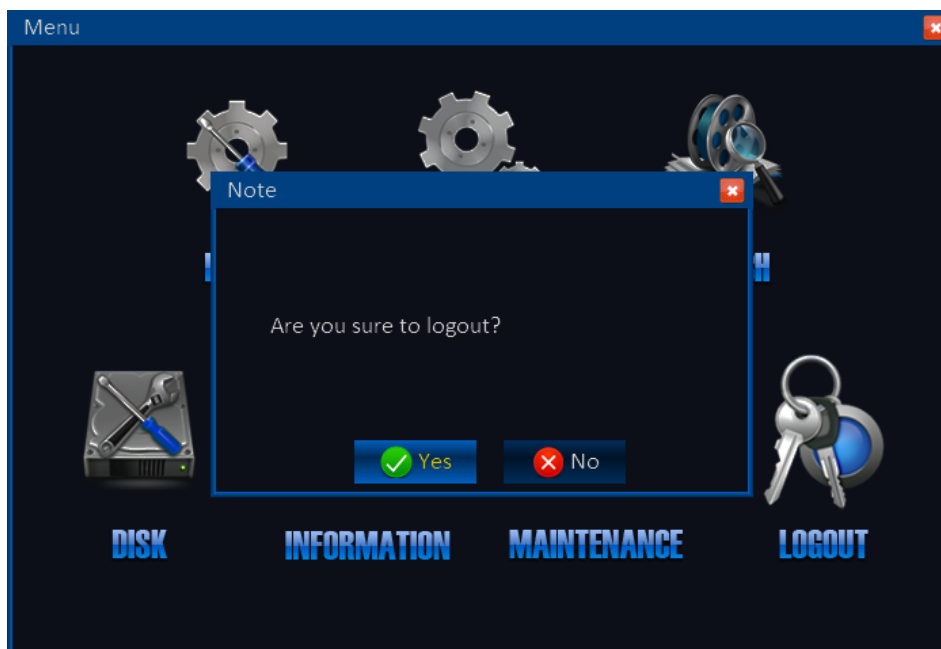 Menu
Note
Are you sure to logout?
Yes
No
DISK
INFORMATION
MAINTENANCE
LOGOUT